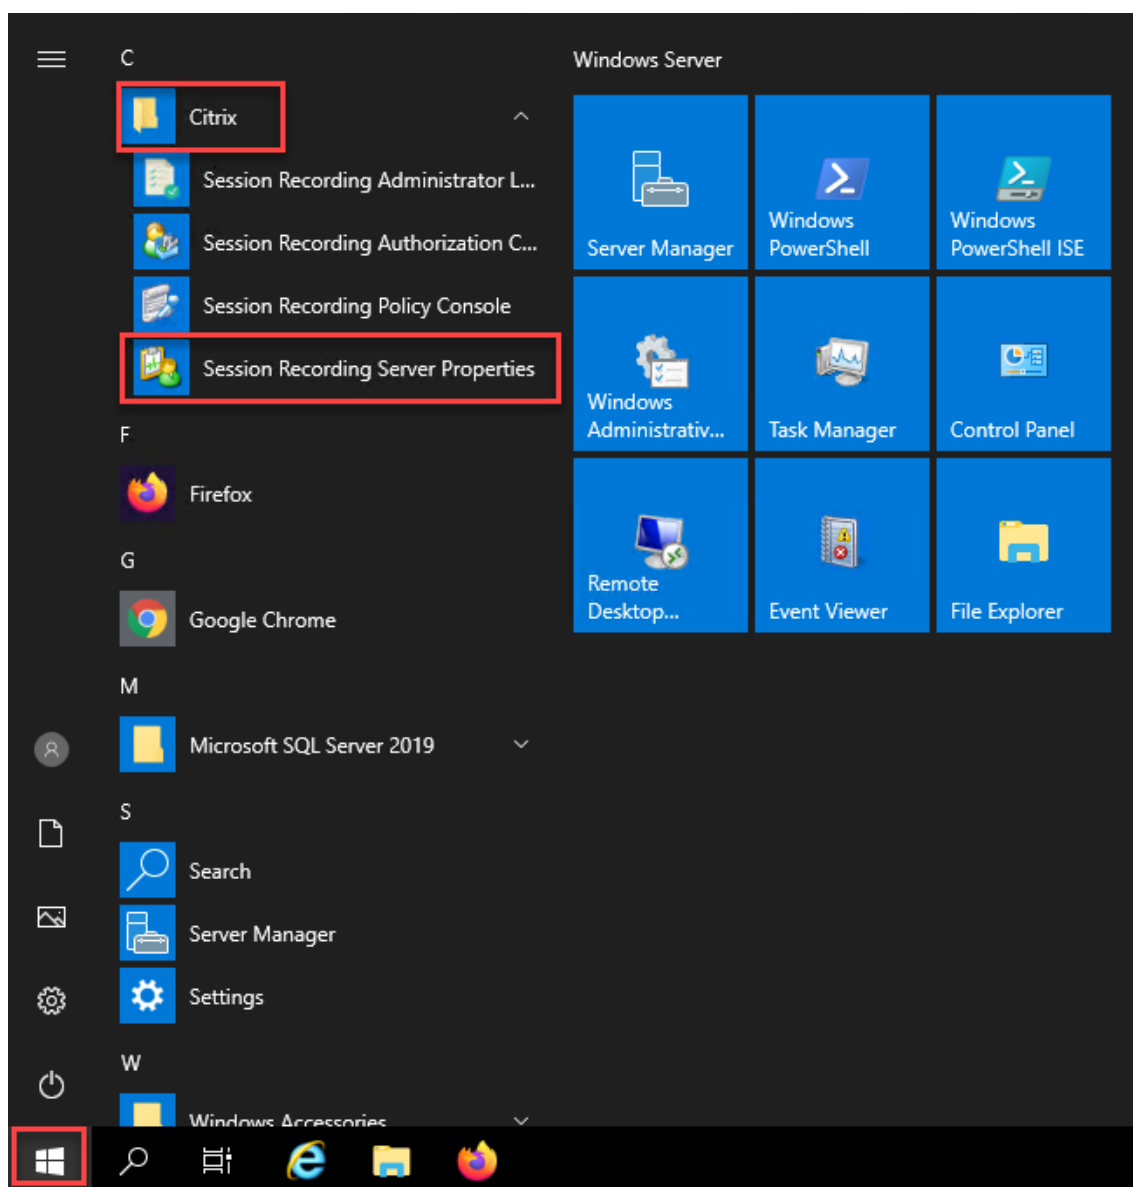 C
Citrix
Session Recording Administrator L...
Session Recording Authorization C...
Session Recording Policy Console
Session Recording Server Properties
F
Firefox
G
Google Chrome
M
Microsoft SQL Server 2019
S
Search
Server Manager
Settings
W
Windows Accessories
Windows Server
Server Manager
Windows
PowerShell
Windows
PowerShell ISE
Windows
Administrativ...
Task Manager
Control Panel
Remote
Desktop...
Event Viewer
File Explorer